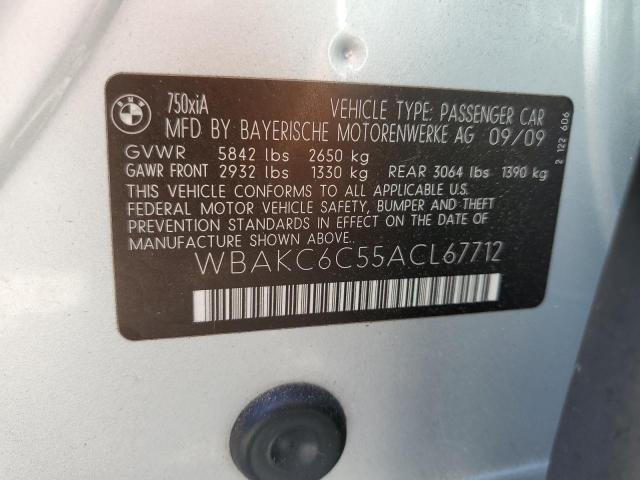 BMW
750xiA
VEHICLE TYPE: PASSENGER CAR
MFD BY BAYERISCHE MOTORENWERKE AG 09/09
GVWR 5842 lbs 2650 kg
GAWR FRONT 2932 lbs 1330 kg REAR 3064 lbs 1390 kg
THIS VEHICLE CONFORMS TO ALL APPLICABLE U.S.
FEDERAL MOTOR VEHICLE SAFETY, BUMPER AND THEFT
PREVENTION STANDARDS IN EFFECT ON THE DATE OF
MANUFACTURE SHOWN ABOVE.
WBAKC6C55ACL67712
2 122 606